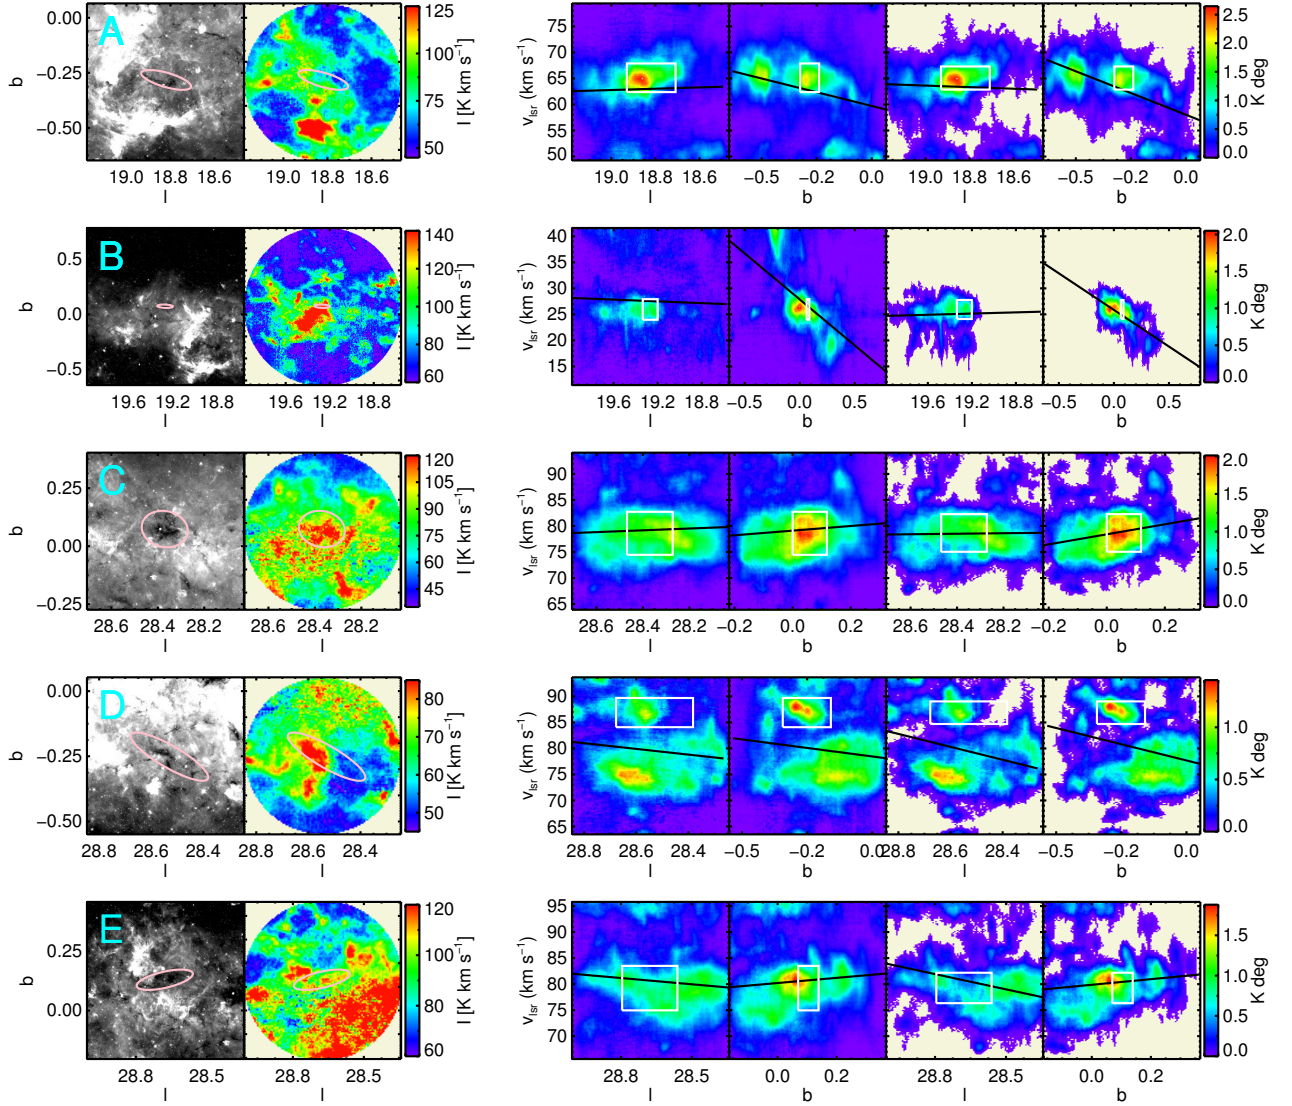 A
0.00
−0.25
−0.50
b
19.0 18.8 18.6
l
19.0 18.8 18.6
l
125
100
75
50
I [K km s⁻¹]
75
70
65
60
55
50
v_lsr (km s⁻¹)
19.0 18.8 18.6
l
−0.5 −0.2 0.0
b
19.0 18.8 18.6
l
−0.5 −0.2 0.0
b
2.5
2.0
1.5
1.0
0.5
0.0
K deg
B
0.5
0.0
−0.5
b
19.6 19.2 18.8
l
19.6 19.2 18.8
l
140
120
100
80
60
I [K km s⁻¹]
40
35
30
25
20
15
v_lsr (km s⁻¹)
19.6 19.2 18.8
l
−0.5 0.0 0.5
b
19.6 19.2 18.8
l
−0.5 0.0 0.5
b
2.0
1.5
1.0
0.5
0.0
K deg
C
0.25
0.00
−0.25
b
28.6 28.4 28.2
l
28.6 28.4 28.2
l
120
105
90
75
60
45
I [K km s⁻¹]
90
85
80
75
70
65
v_lsr (km s⁻¹)
28.6 28.4 28.2
l
−0.2 0.0 0.2
b
28.6 28.4 28.2
l
−0.2 0.0 0.2
b
2.0
1.5
1.0
0.5
0.0
K deg
D
0.00
−0.25
−0.50
b
28.8 28.6 28.4
l
28.8 28.6 28.4
l
80
70
60
50
I [K km s⁻¹]
90
85
80
75
70
65
v_lsr (km s⁻¹)
28.8 28.6 28.4
l
−0.5 −0.2 0.0
b
28.8 28.6 28.4
l
−0.5 −0.2 0.0
b
1.0
0.5
0.0
K deg
E
0.25
0.00
b
28.8 28.5
l
28.8 28.5
l
120
100
80
60
I [K km s⁻¹]
95
90
85
80
75
70
v_lsr (km s⁻¹)
28.8 28.5
l
0.0 0.2
b
28.8 28.5
l
0.0 0.2
b
1.5
1.0
0.5
0.0
K deg